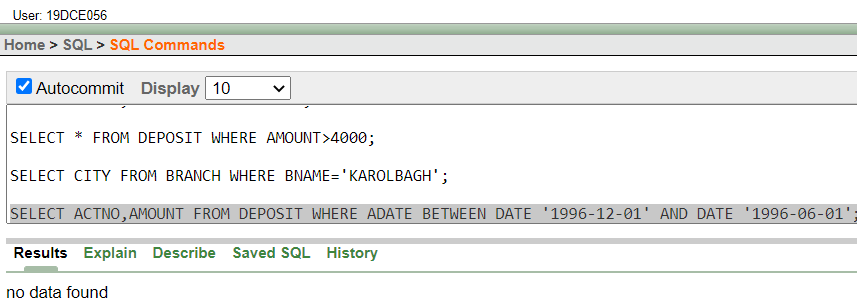 User: 19DCE056
Home > SQL > SQL Commands
Autocommit Display 10
SELECT * FROM DEPOSIT WHERE AMOUNT>4000;
SELECT CITY FROM BRANCH WHERE BNAME='KAROLBAGH';
SELECT ACTNO,AMOUNT FROM DEPOSIT WHERE ADATE BETWEEN DATE '1996-12-01' AND DATE '1996-06-01';
Results Explain Describe Saved SQL History
no data found